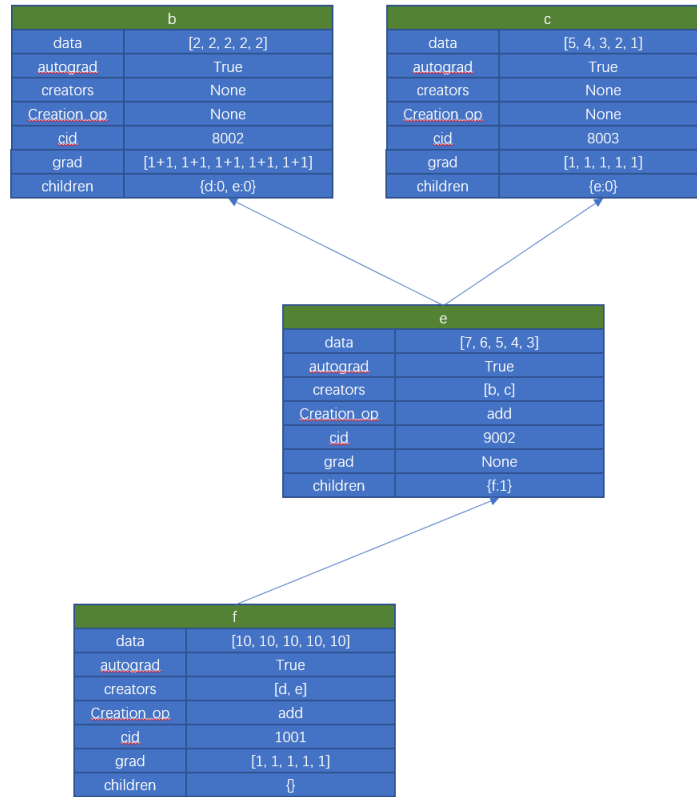 b
data [2, 2, 2, 2, 2]
autograd True
creators None
Creation_op None
cid 8002
grad [1+1, 1+1, 1+1, 1+1, 1+1]
children {d:0, e:0}
c
data [5, 4, 3, 2, 1]
autograd True
creators None
Creation_op None
cid 8003
grad [1, 1, 1, 1, 1]
children {e:0}
e
data [7, 6, 5, 4, 3]
autograd True
creators [b, c]
Creation_op add
cid 9002
grad None
children {f:1}
f
data [10, 10, 10, 10, 10]
autograd True
creators [d, e]
Creation_op add
cid 1001
grad [1, 1, 1, 1, 1]
children {}